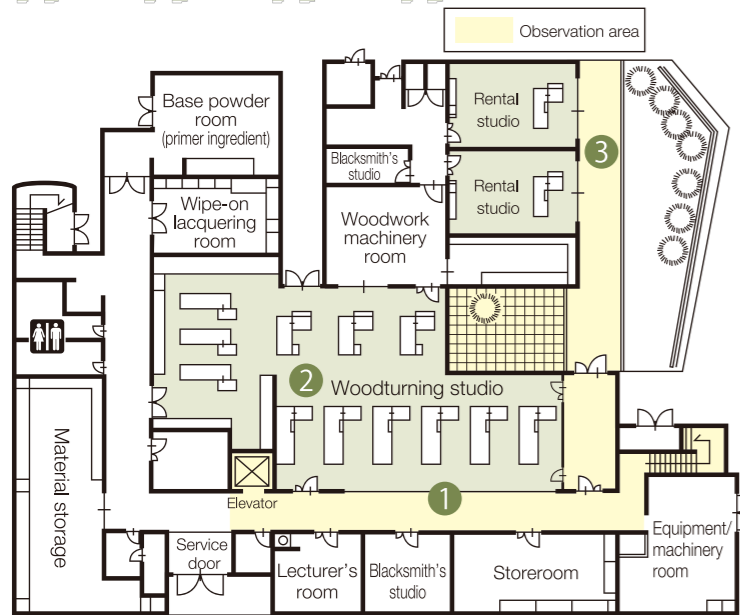 Observation area
Base powder
room
(primer ingredient)
Rental
studio
3
Blacksmith's
studio
Rental
studio
Wipe-on
lacquering
room
Woodwork
machinery
room
2
Woodturning studio
Material storage
1
Elevator
Service
door
Lecturer's
room
Blacksmith's
studio
Storeroom
Equipment/
machinery
room